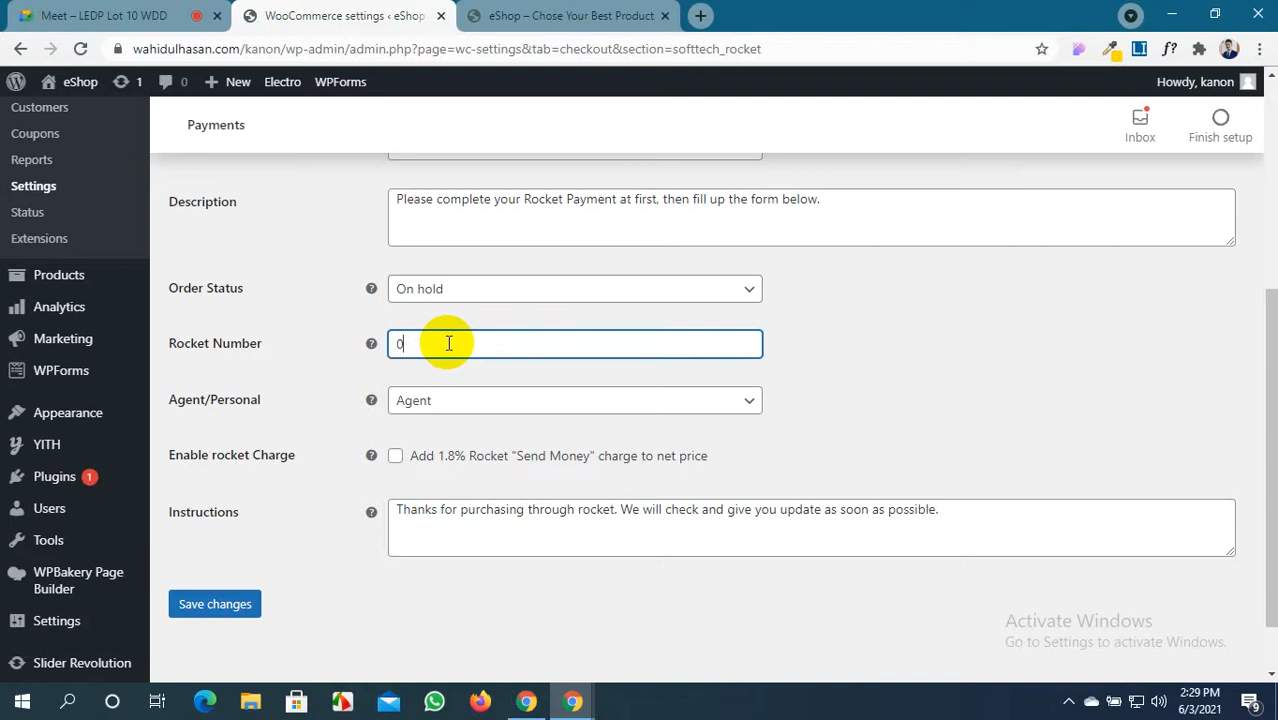 Meet – LEDP Lot 10 WDD
WooCommerce settings ‹ eShop
eShop – Chose Your Best Product
wahidulhasan.com/kanon/wp-admin/admin.php?page=wc-settings&tab=checkout&section=softtech_rocket
eShop
1
0
New
Electro
WPForms
Howdy, kanon
Customers
Coupons
Reports
Settings
Status
Extensions
Products
Analytics
Marketing
WPForms
Appearance
YITH
Plugins 1
Users
Tools
WPBakery Page
Builder
Settings
Slider Revolution
Payments
Inbox
Finish setup
Description
Please complete your Rocket Payment at first, then fill up the form below.
Order Status
On hold
Rocket Number
0
Agent/Personal
Agent
Enable rocket Charge
Add 1.8% Rocket "Send Money" charge to net price
Instructions
Thanks for purchasing through rocket. We will check and give you update as soon as possible.
Save changes
Activate Windows
Go to Settings to activate Windows.
2:29 PM
6/3/2021
9